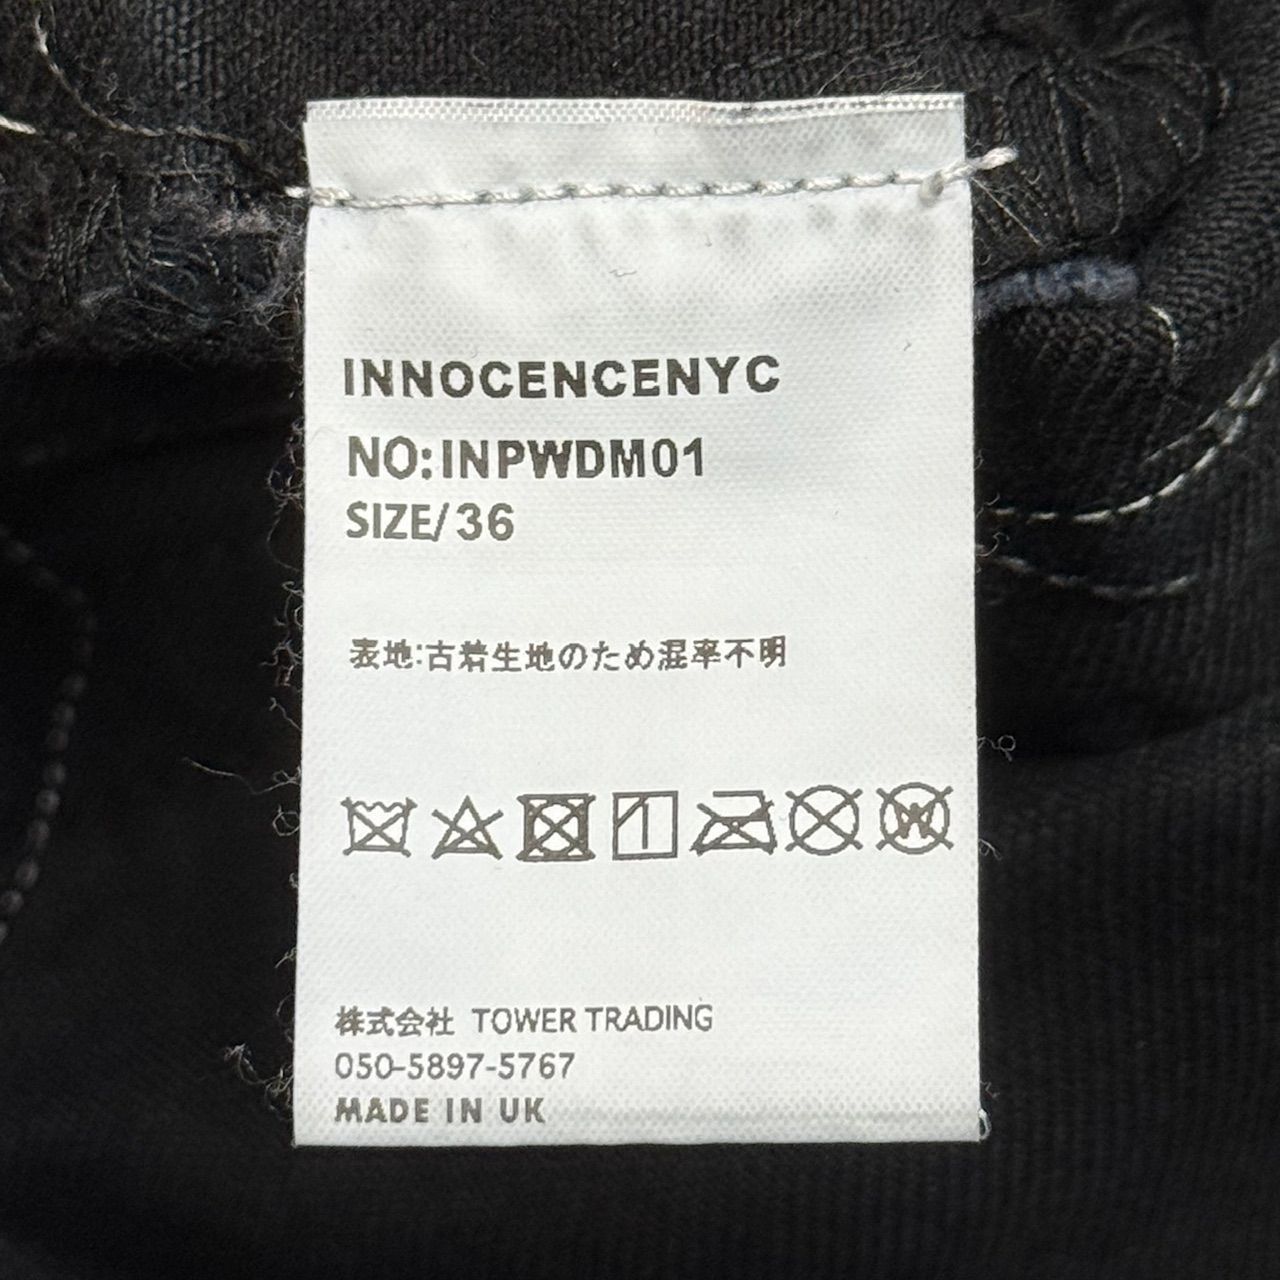 INNOCENCENYC
NO:INPWDM01
SIZE/36
表地:古着生地のため混率不明
W
株式会社 TOWER TRADING
050-5897-5767
MADE IN UK